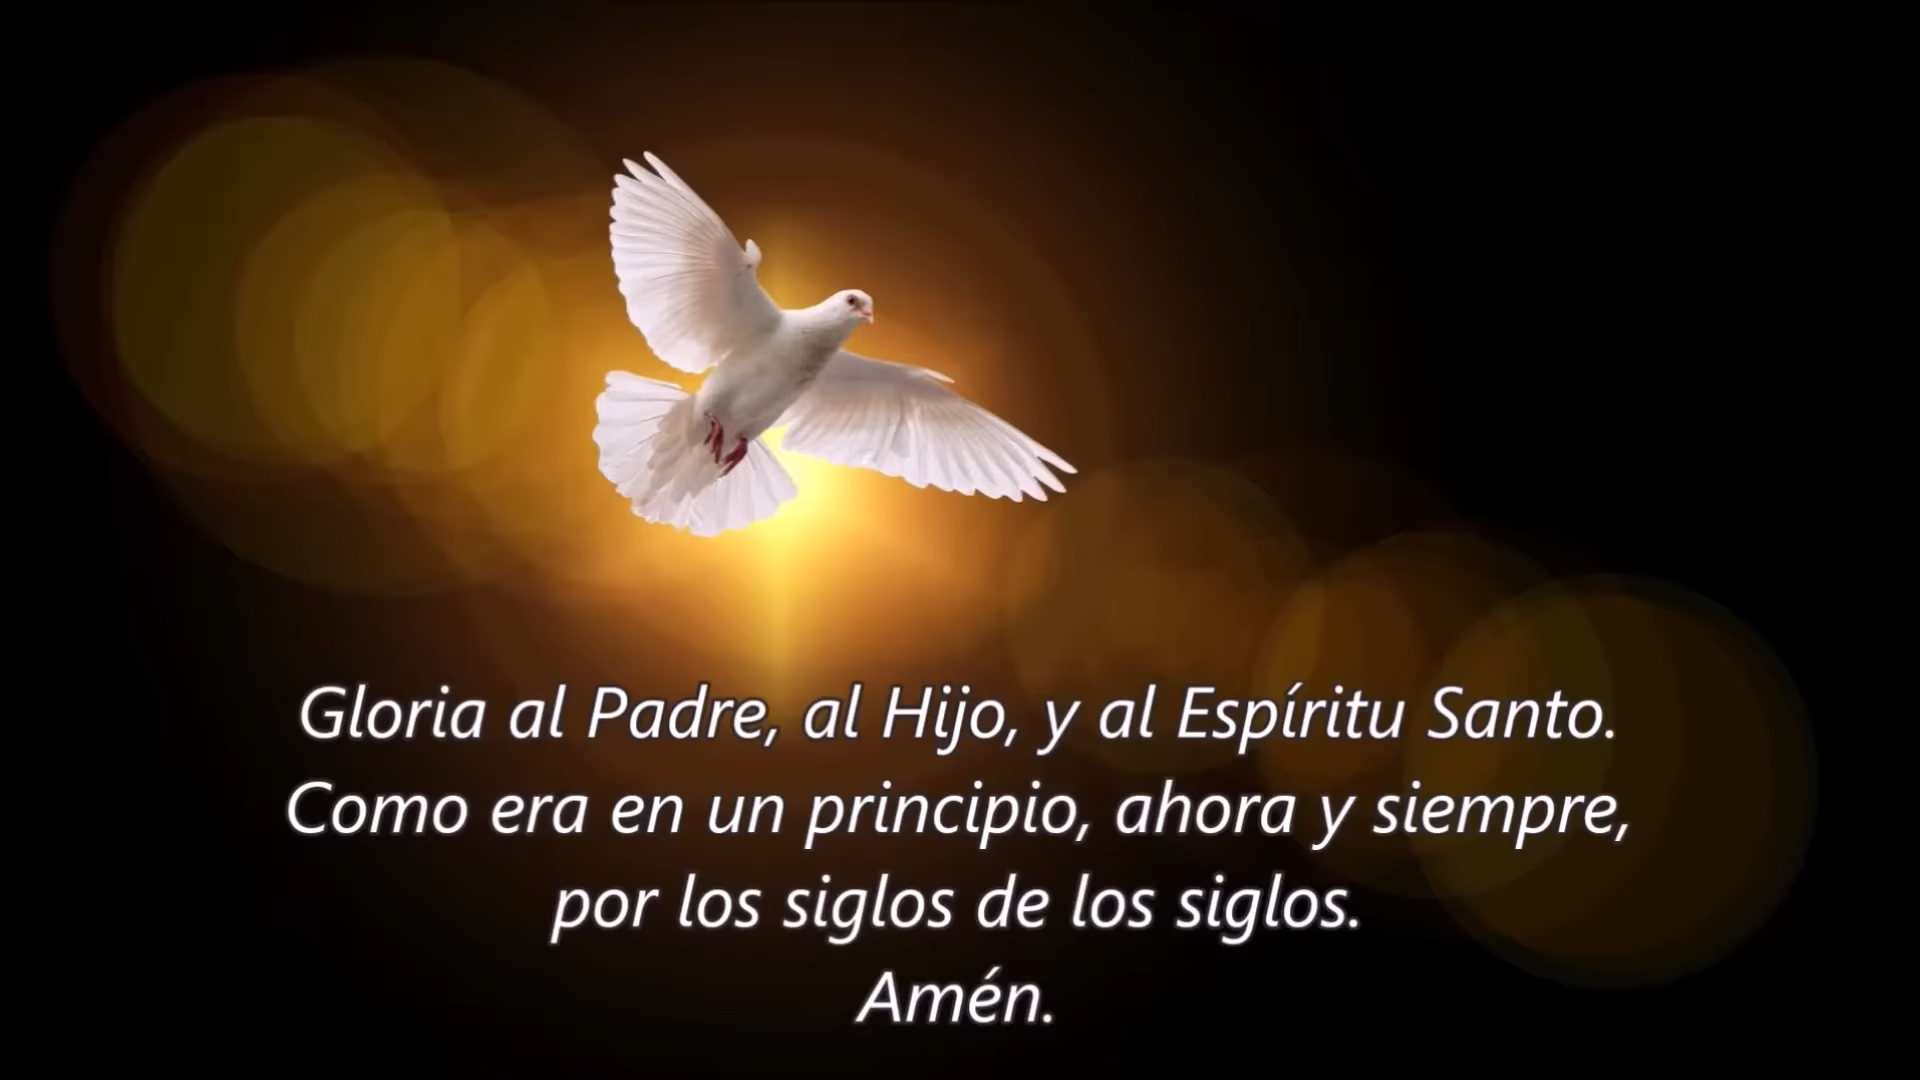 Gloria al Padre, al Hijo, y al Espíritu Santo.
Como era en un principio, ahora y siempre,
por los siglos de los siglos.
Amén.